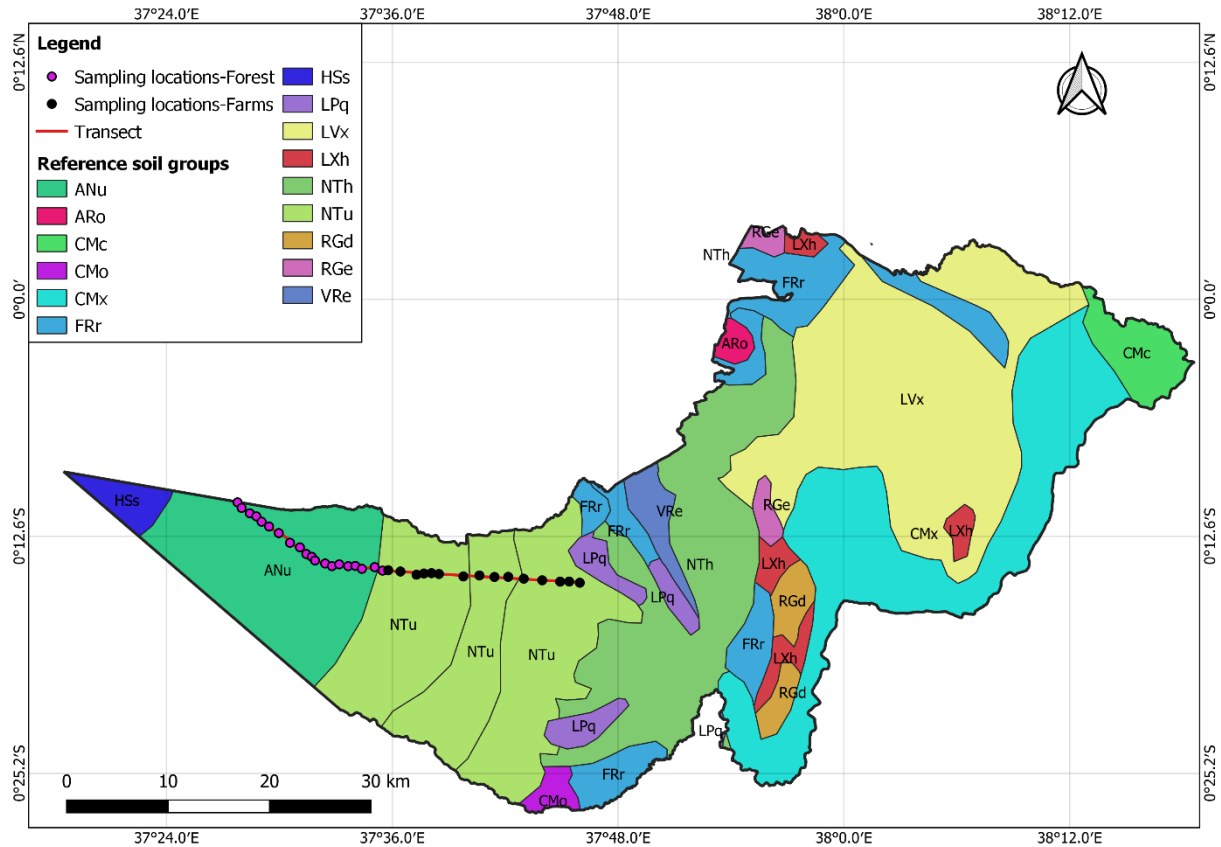 37°24.0′E 37°36.0′E 37°48.0′E 38°0.0′E 38°12.0′E
0°12.6′N 0°12.6′N
Legend
Sampling locations-Forest
Sampling locations-Farms
Transect
Reference soil groups
ANu
ARo
CMc
CMo
CMx
FRr
HSs
LPq
LVx
LXh
NTh
NTu
RGd
RGe
VRe
RGe LXh
NTh
FRr
0°0.0′ 0°0.0′
ARo
CMc
LVx
HSs
FRr
RGe
VRe
FRr
CMx LXh
0°12.6′S 0°12.6′S
LPq
NTh LXh
ANu
LPq RGd
NTu
FRr
NTu NTu LXh
RGd
LPq LPq
FRr
0°25.2′S 0°25.2′S
0 10 20 30 km
CMo
37°24.0′E 37°36.0′E 37°48.0′E 38°0.0′E 38°12.0′E